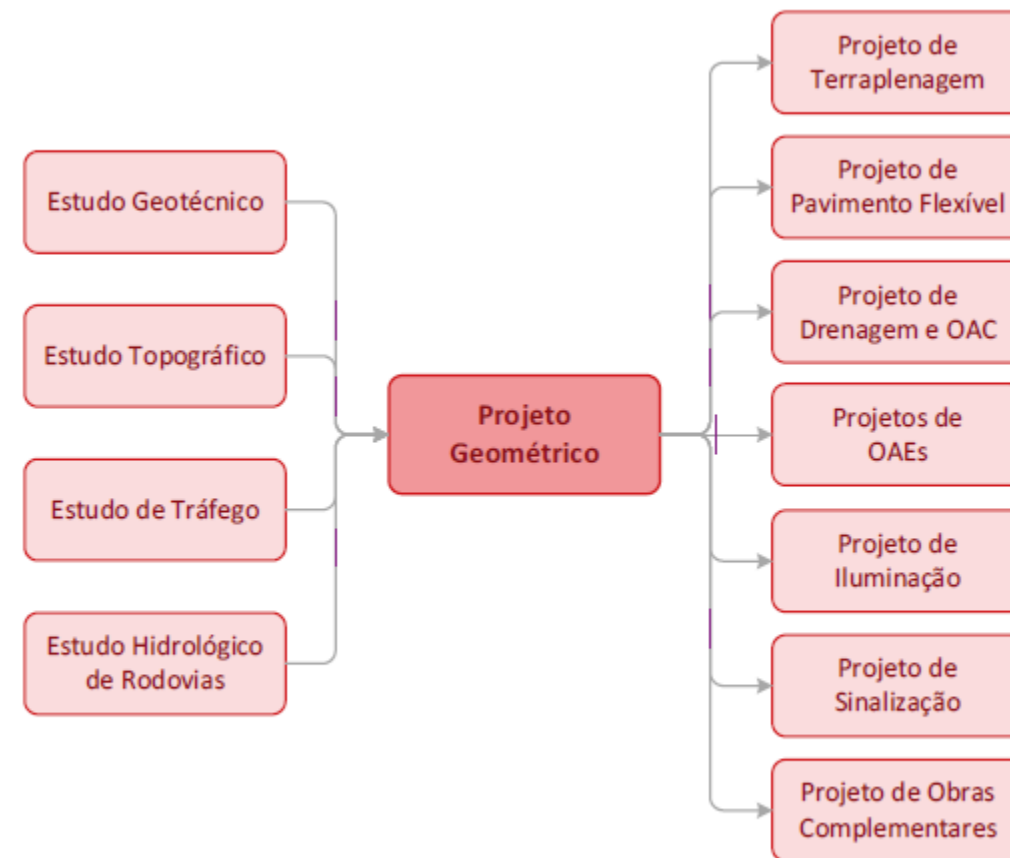 Estudo Geotécnico
Estudo Topográfico
Estudo de Tráfego
Estudo Hidrológico
de Rodovias
Projeto
Geométrico
Projeto de
Terraplenagem
Projeto de
Pavimento Flexível
Projeto de
Drenagem e OAC
Projetos de
OAEs
Projeto de
Iluminação
Projeto de
Sinalização
Projeto de Obras
Complementares